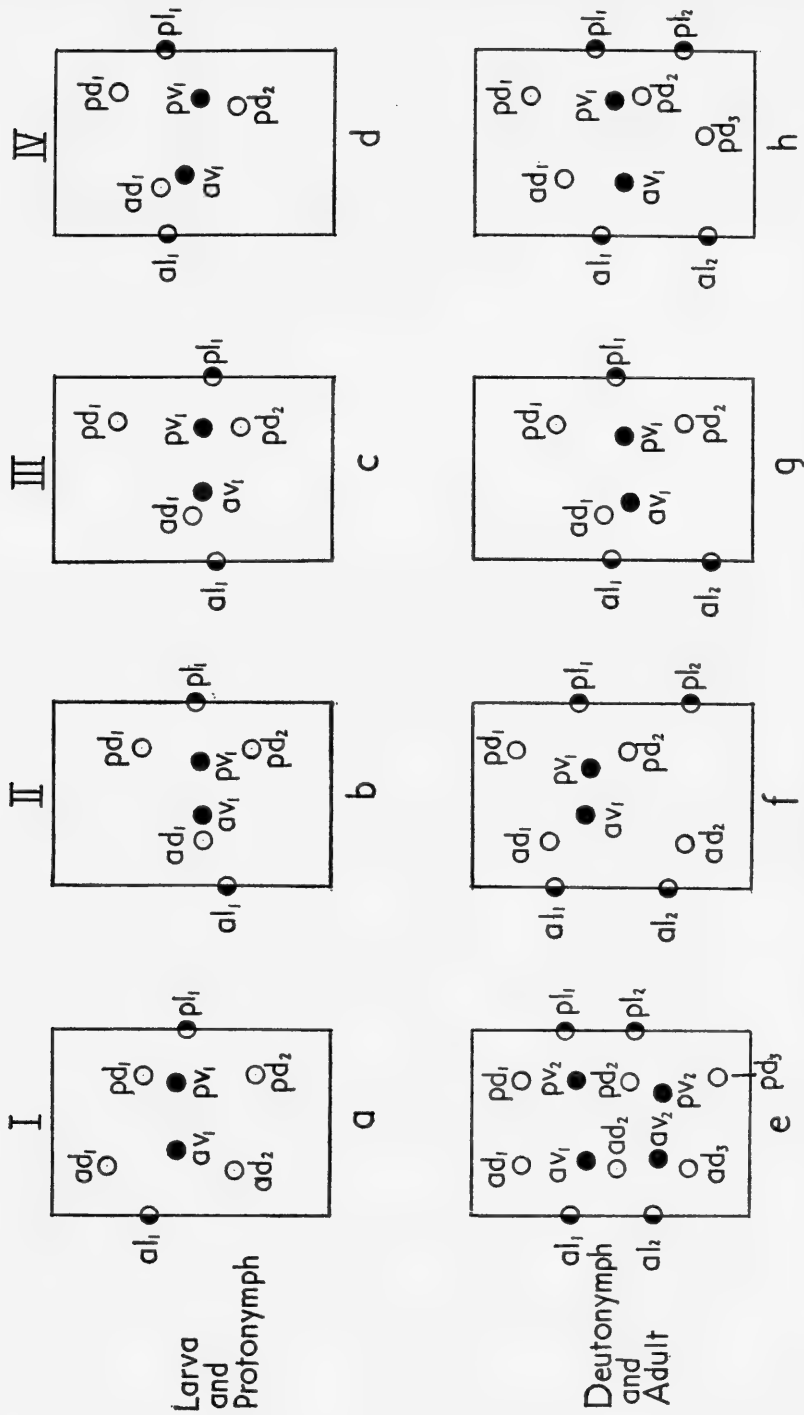 I
II
III
IV
Larva
and
Protonymph
ad₁
pd₁
al₁
pl₁
av₁
pv₁
ad₂
pd₂
a
pd₁
pl₁
ad₁
av₁
pv₁
al₁
pd₂
b
pd₁
ad₁
av₁
pv₁
al₁
pl₁
pd₂
c
pd₁
ad₁
al₁
pl₁
av₁
pv₁
pd₂
d
Deutonymph
and
Adult
ad₁
pd₁
al₁
pl₁
av₁
pv₂
ad₂
pd₂
pl₂
al₂
av₂
pv₂
ad₃
pd₃
e
pd₁
ad₁
al₁
pl₁
av₁
pv₁
pd₂
al₂
ad₂
pl₂
f
pd₁
ad₁
al₁
pl₁
av₁
pv₁
pd₂
al₂
g
pd₁
ad₁
al₁
pl₁
av₁
pv₁
pd₂
pl₂
al₂
pd₃
h